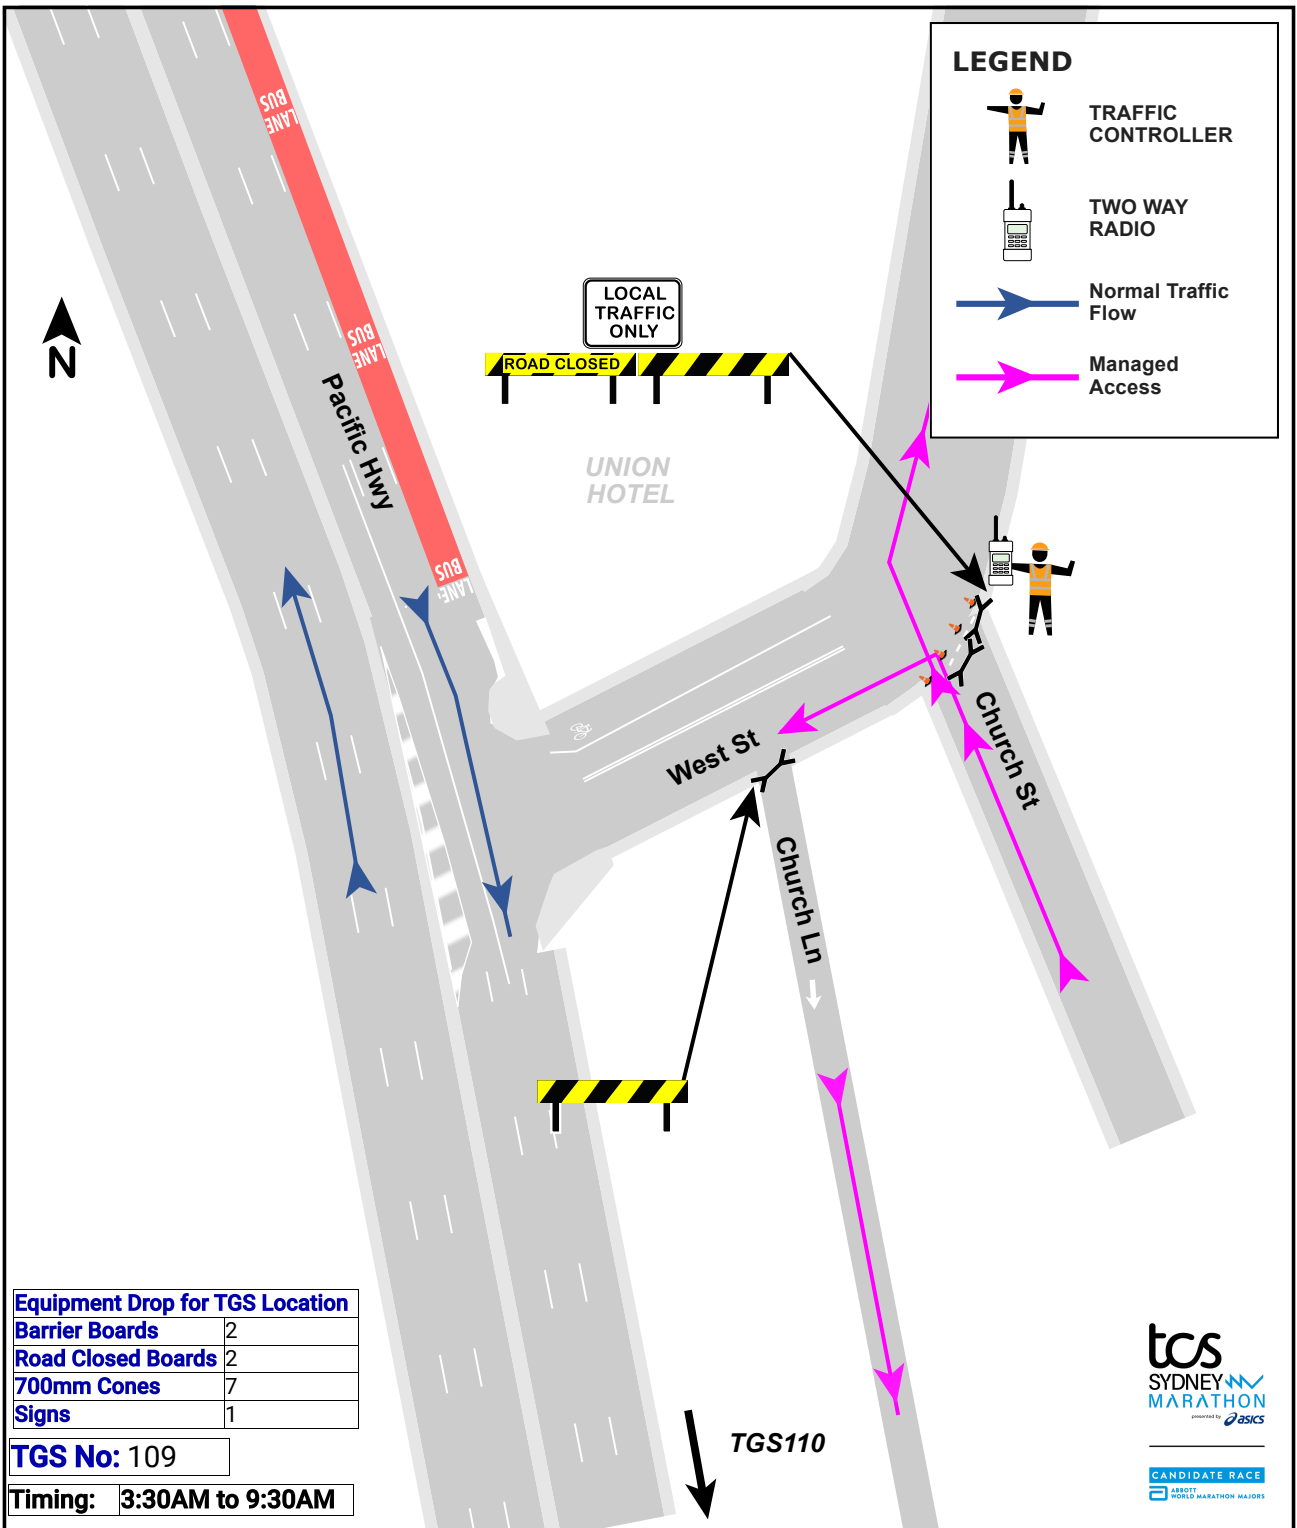 LEGEND
TRAFFIC
CONTROLLER
TWO WAY
RADIO
Normal Traffic
Flow
Managed
Access
BUS
LANE
BUS
LANE
BUS
LANE
N
LOCAL
TRAFFIC
ONLY
ROAD CLOSED
Pacific Hwy
UNION
HOTEL
West St
Church St
Church Ln
Equipment Drop for TGS Location
Barrier Boards 2
Road Closed Boards 2
700mm Cones 7
Signs 1
TGS No: 109
Timing: 3:30AM to 9:30AM
TGS110
tcs
SYDNEY
MARATHON
presented by asics
CANDIDATE RACE
ABBOTT
WORLD MARATHON MAJORS